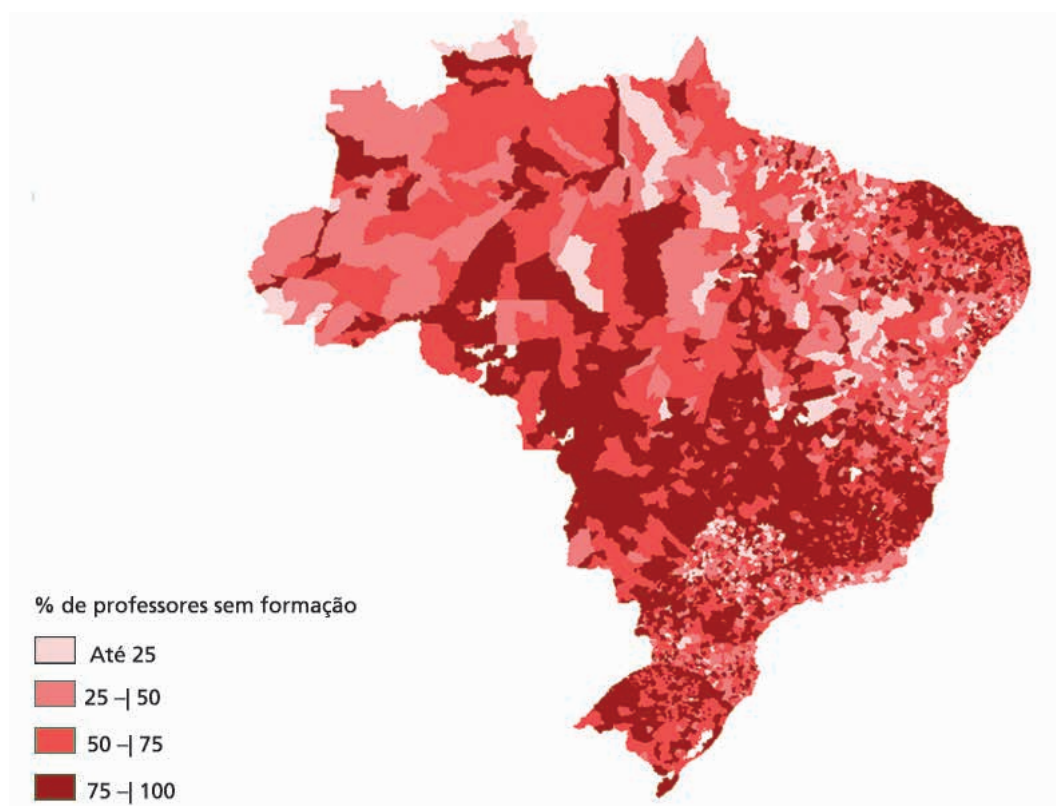 % de professores sem formação
Até 25
25 –| 50
50 –| 75
75 –| 100